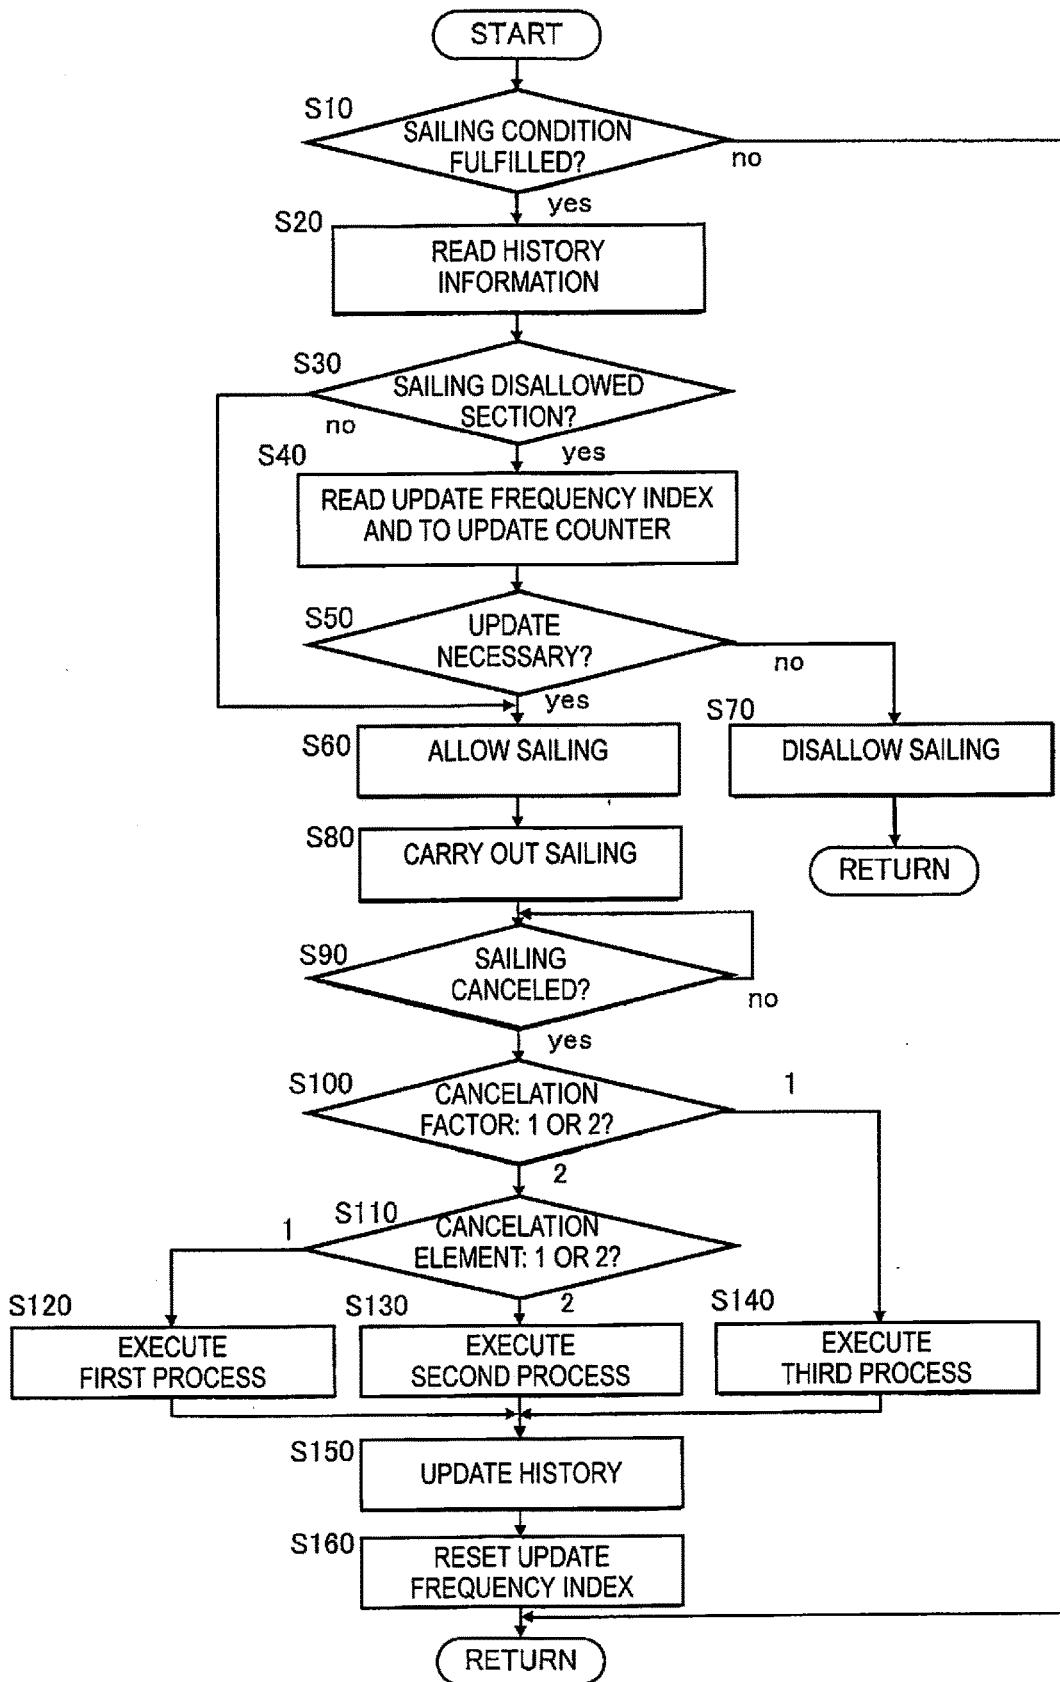 START
S10
SAILING CONDITION
FULFILLED?
no
yes
S20
READ HISTORY
INFORMATION
S30
SAILING DISALLOWED
SECTION?
no
yes
S40
READ UPDATE FREQUENCY INDEX
AND TO UPDATE COUNTER
S50
UPDATE
NECESSARY?
no
yes
S60
ALLOW SAILING
S70
DISALLOW SAILING
S80
CARRY OUT SAILING
RETURN
S90
SAILING
CANCELED?
no
yes
S100
CANCELATION
FACTOR: 1 OR 2?
1
2
S110
CANCELATION
ELEMENT: 1 OR 2?
1
2
S120
EXECUTE
FIRST PROCESS
S130
EXECUTE
SECOND PROCESS
S140
EXECUTE
THIRD PROCESS
S150
UPDATE HISTORY
S160
RESET UPDATE
FREQUENCY INDEX
RETURN